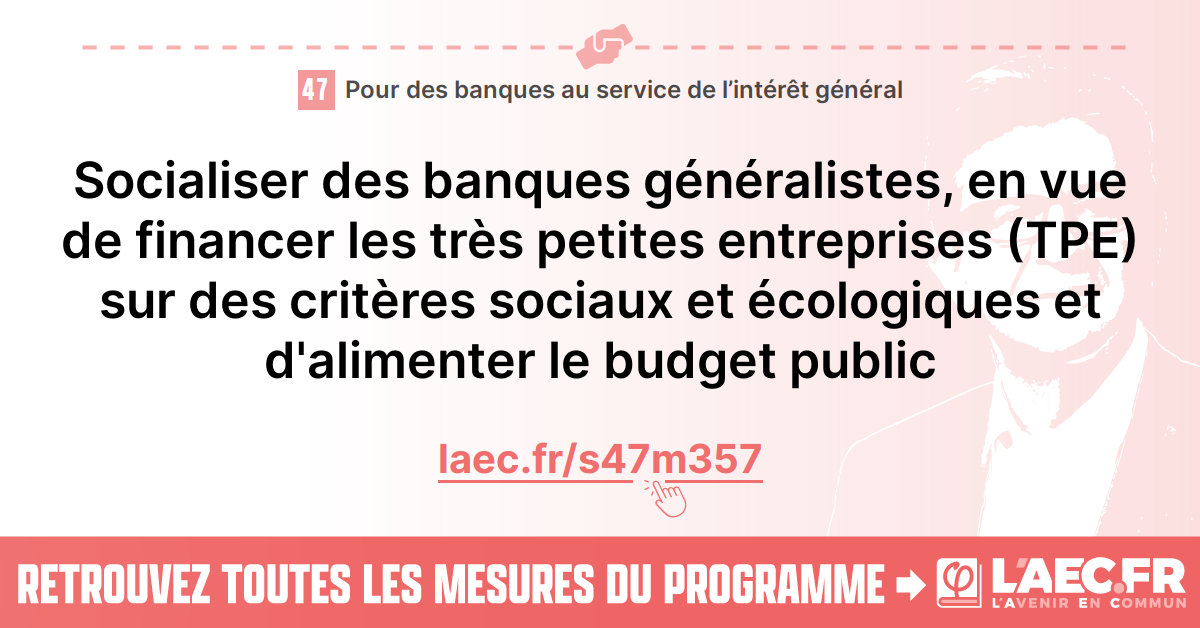 47 Pour des banques au service de l’intérêt général
Socialiser des banques généralistes, en vue
de financer les très petites entreprises (TPE)
sur des critères sociaux et écologiques et
d'alimenter le budget public
laec.fr/s47m357
RETROUVEZ TOUTES LES MESURES DU PROGRAMME
φ L'AEC.FR
L'AVENIR EN COMMUN